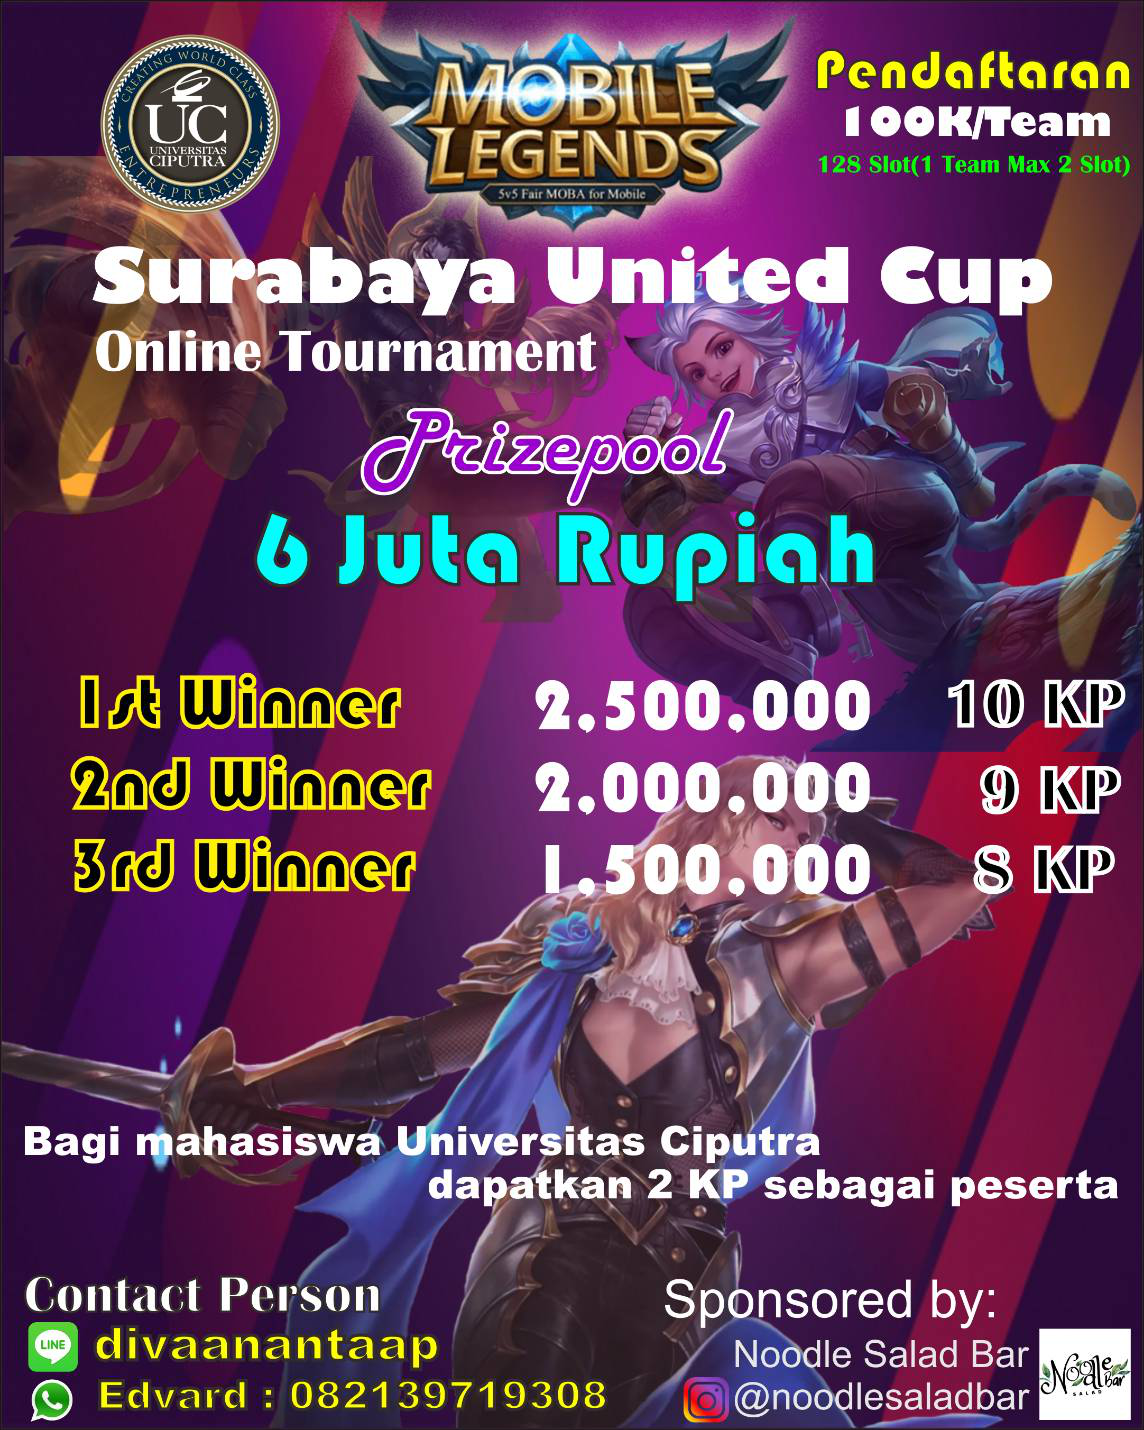 CREATING WORLD CLASS
UC
UNIVERSITAS
CIPUTRA
ENTREPRENEURS
MOBILE
LEGENDS
5v5 Fair MOBA for Mobile
Pendaftaran
100K/Team
128 Slot(1 Team Max 2 Slot)
Surabaya United Cup
Online Tournament
Prizepool
6 Juta Rupiah
1st Winner 2,500,000 10 KP
2nd Winner 2,000,000 9 KP
3rd Winner 1,500,000 8 KP
Bagi mahasiswa Universitas Ciputra
dapatkan 2 KP sebagai peserta
Contact Person
LINE divaanantaap
Edvard : 082139719308
Sponsored by:
Noodle Salad Bar
@noodlesaladbar
Noodle
Bar
SALAD